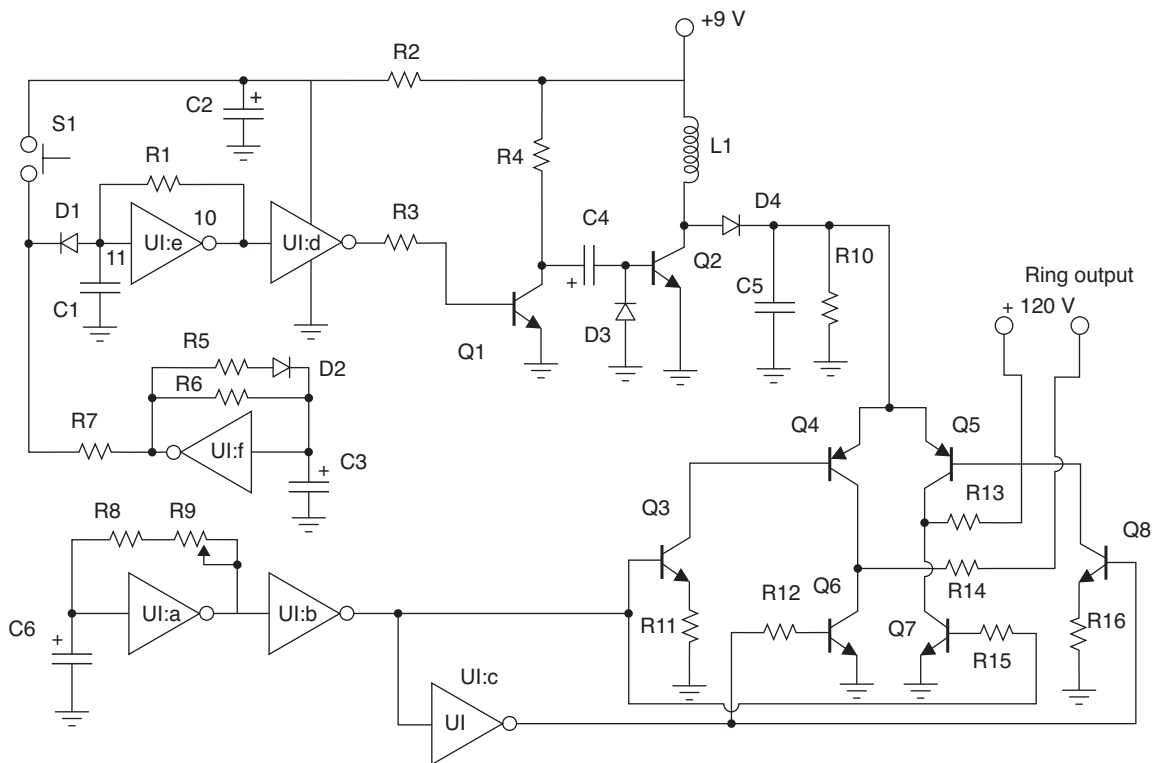 +9 V
R2
C2
+
S1
R1
R4
L1
D1
10
R3
C4
D4
UI:e
UI:d
11
Q2
R10
C1
+
C5
Ring output
D3
+ 120 V
Q1
R5
D2
R6
Q4
Q5
R7
UI:f
+
C3
R13
R8
R9
Q3
Q8
R14
Q6
R12
C6
+
UI:a
UI:b
R11
Q7
R16
R15
UI:c
UI